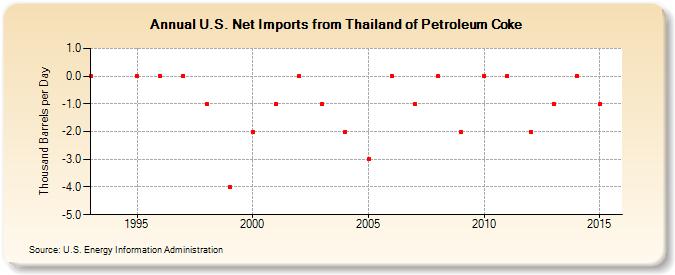 Annual U.S. Net Imports from Thailand of Petroleum Coke
Thousand Barrels per Day
1.0
0.0
-1.0
-2.0
-3.0
-4.0
-5.0
1995 2000 2005 2010 2015
Source: U.S. Energy Information Administration